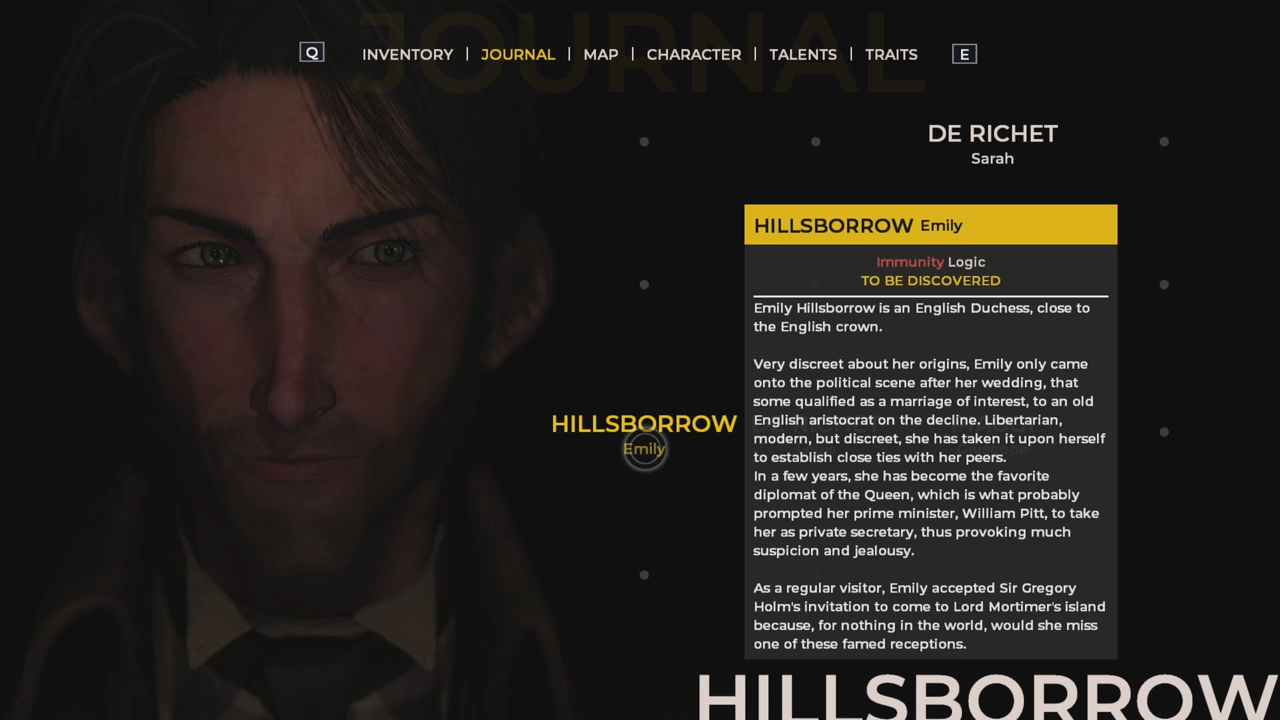 JOURNAL
Q INVENTORY | JOURNAL | MAP | CHARACTER | TALENTS | TRAITS E
DE RICHET
Sarah
HILLSBORROW
Emily
HILLSBORROW Emily
Immunity Logic
TO BE DISCOVERED
Emily Hillsborrow is an English Duchess, close to
the English crown.
Very discreet about her origins, Emily only came
onto the political scene after her wedding, that
some qualified as a marriage of interest, to an old
English aristocrat on the decline. Libertarian,
modern, but discreet, she has taken it upon herself
to establish close ties with her peers.
In a few years, she has become the favorite
diplomat of the Queen, which is what probably
prompted her prime minister, William Pitt, to take
her as private secretary, thus provoking much
suspicion and jealousy.
As a regular visitor, Emily accepted Sir Gregory
Holm's invitation to come to Lord Mortimer's island
because, for nothing in the world, would she miss
one of these famed receptions.
HILLSBORROW